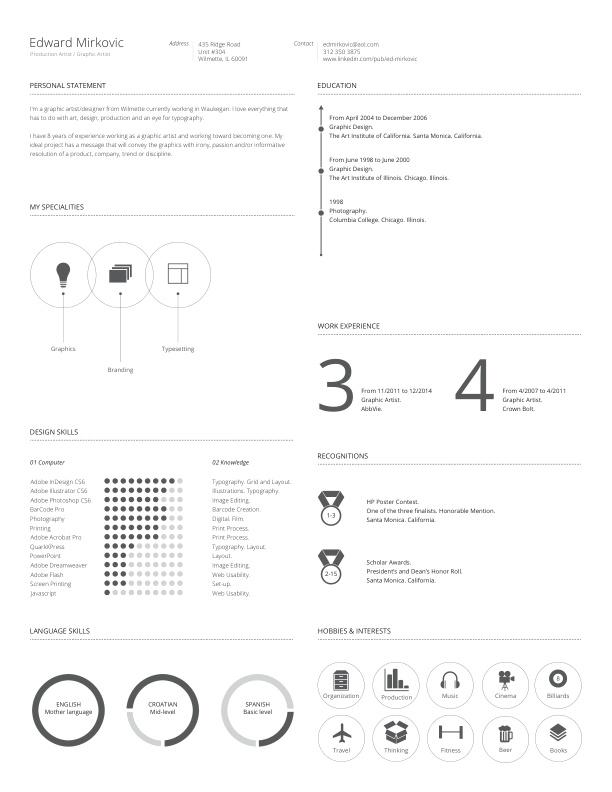 Edward Mirkovic
Production Artist / Graphic Artist
Address
435 Ridge Road
Unit #304
Wilmette, IL 60091
Contact
edmirkovic@aol.com
312 350 3875
www.linkedin.com/pub/ed-mirkovic
PERSONAL STATEMENT
I'm a graphic artist/designer from Wilmette currently working in Waukegan. I love everything that
has to do with art, design, production and an eye for typography.
I have 8 years of experience working as a graphic artist and working toward becoming one. My
ideal project has a message that will convey the graphics with irony, passion and/or informative
resolution of a product, company, trend or discipline.
MY SPECIALITIES
Graphics
Branding
Typesetting
DESIGN SKILLS
01 Computer
02 Knowledge
Adobe InDesign CS6 Typography. Grid and Layout.
Adobe Illustrator CS6 Illustrations. Typography.
Adobe Photoshop CS6 Image Editing.
BarCode Pro Barcode Creation.
Photography Digital. Film.
Printing Print Process.
Adobe Acrobat Pro Print Process.
QuarkXPress Typography. Layout.
PowerPoint Layout.
Adobe Dreamweaver Image Editing.
Adobe Flash Web Usability.
Screen Printing Set-up.
Javascript Web Usability.
LANGUAGE SKILLS
ENGLISH
Mother language
CROATIAN
Mid-level
SPANISH
Basic level
EDUCATION
From April 2004 to December 2006
Graphic Design.
The Art Institute of California. Santa Monica. California.
From June 1998 to June 2000
Graphic Design.
The Art Institute of Illinois. Chicago. Illinois.
1998
Photography.
Columbia College. Chicago. Illinois.
WORK EXPERIENCE
3
From 11/2011 to 12/2014
Graphic Artist.
AbbVie.
4
From 4/2007 to 4/2011
Graphic Artist.
Crown Bolt.
RECOGNITIONS
1-3
HP Poster Contest.
One of the three finalists. Honorable Mention.
Santa Monica. California.
2-15
Scholar Awards.
President's and Dean's Honor Roll.
Santa Monica. California.
HOBBIES & INTERESTS
Organization
Production
Music
Cinema
8
Billiards
Travel
Thinking
Fitness
Beer
Books